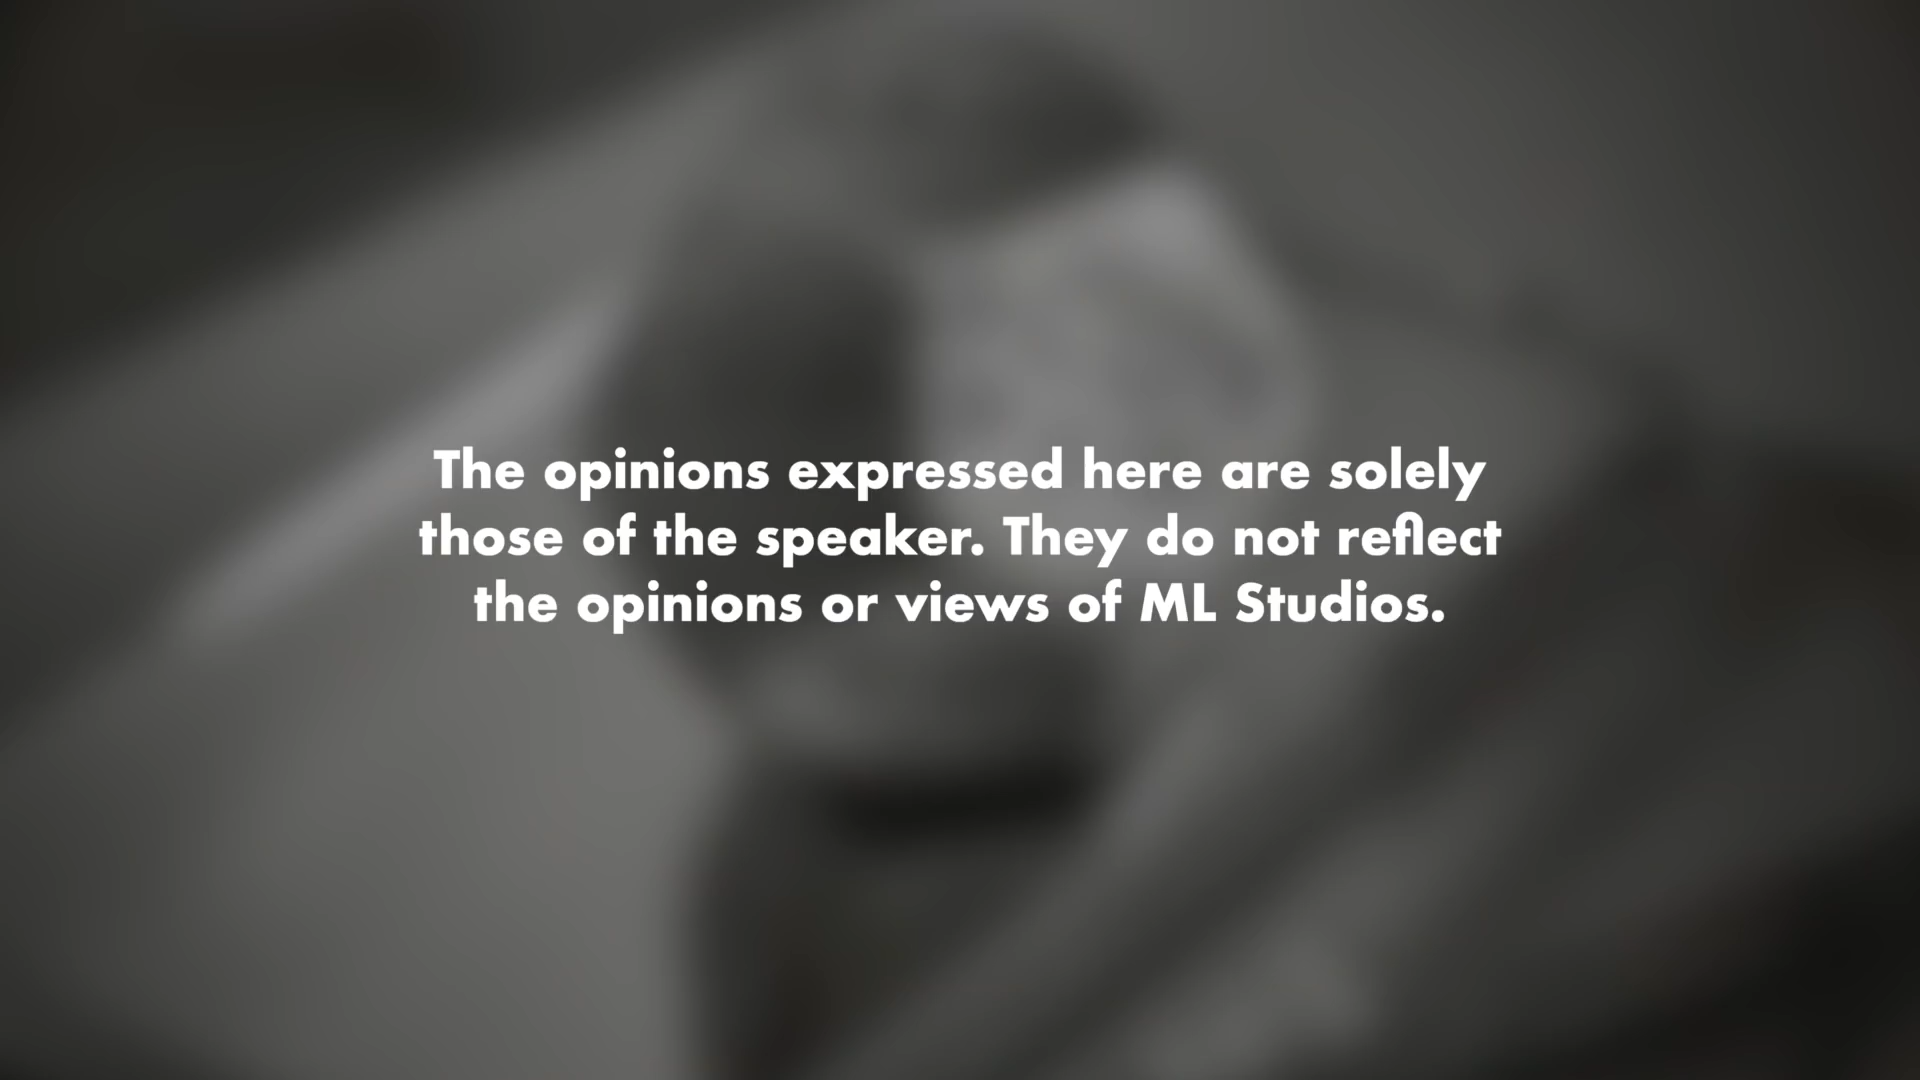 The opinions expressed here are solely
those of the speaker. They do not reflect
the opinions or views of ML Studios.